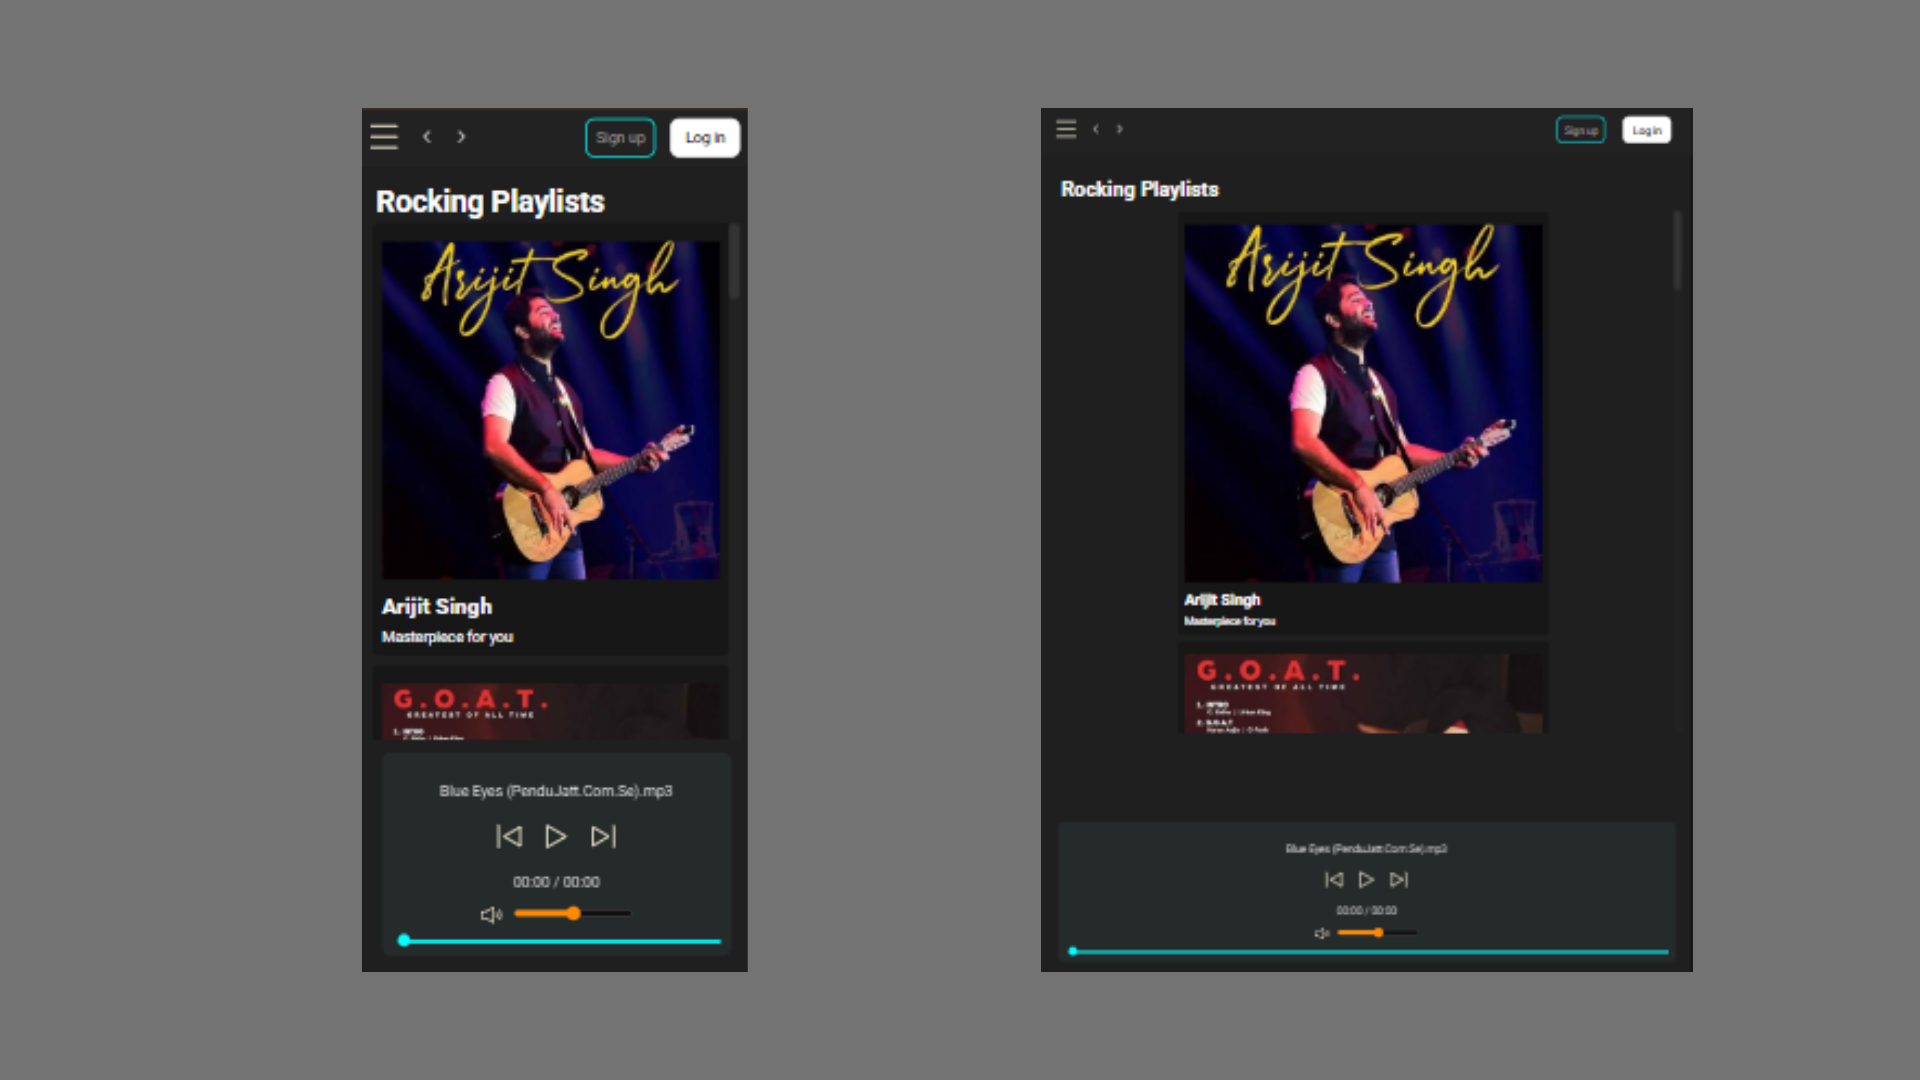 Sign up
Log in
Rocking Playlists
Arijit Singh
Arijit Singh
Masterpiece for you
G.O.A.T.
GREATEST OF ALL TIME
1. INTRO
Blue Eyes (PenduJatt.Com.Se).mp3
00:00 / 00:00
Sign up
Log in
Rocking Playlists
Arijit Singh
Arijit Singh
Masterpiece for you
G.O.A.T.
GREATEST OF ALL TIME
1. INTRO
2. G.O.A.T
Blue Eyes (PenduJatt.Com.Se).mp3
00:00 / 00:00